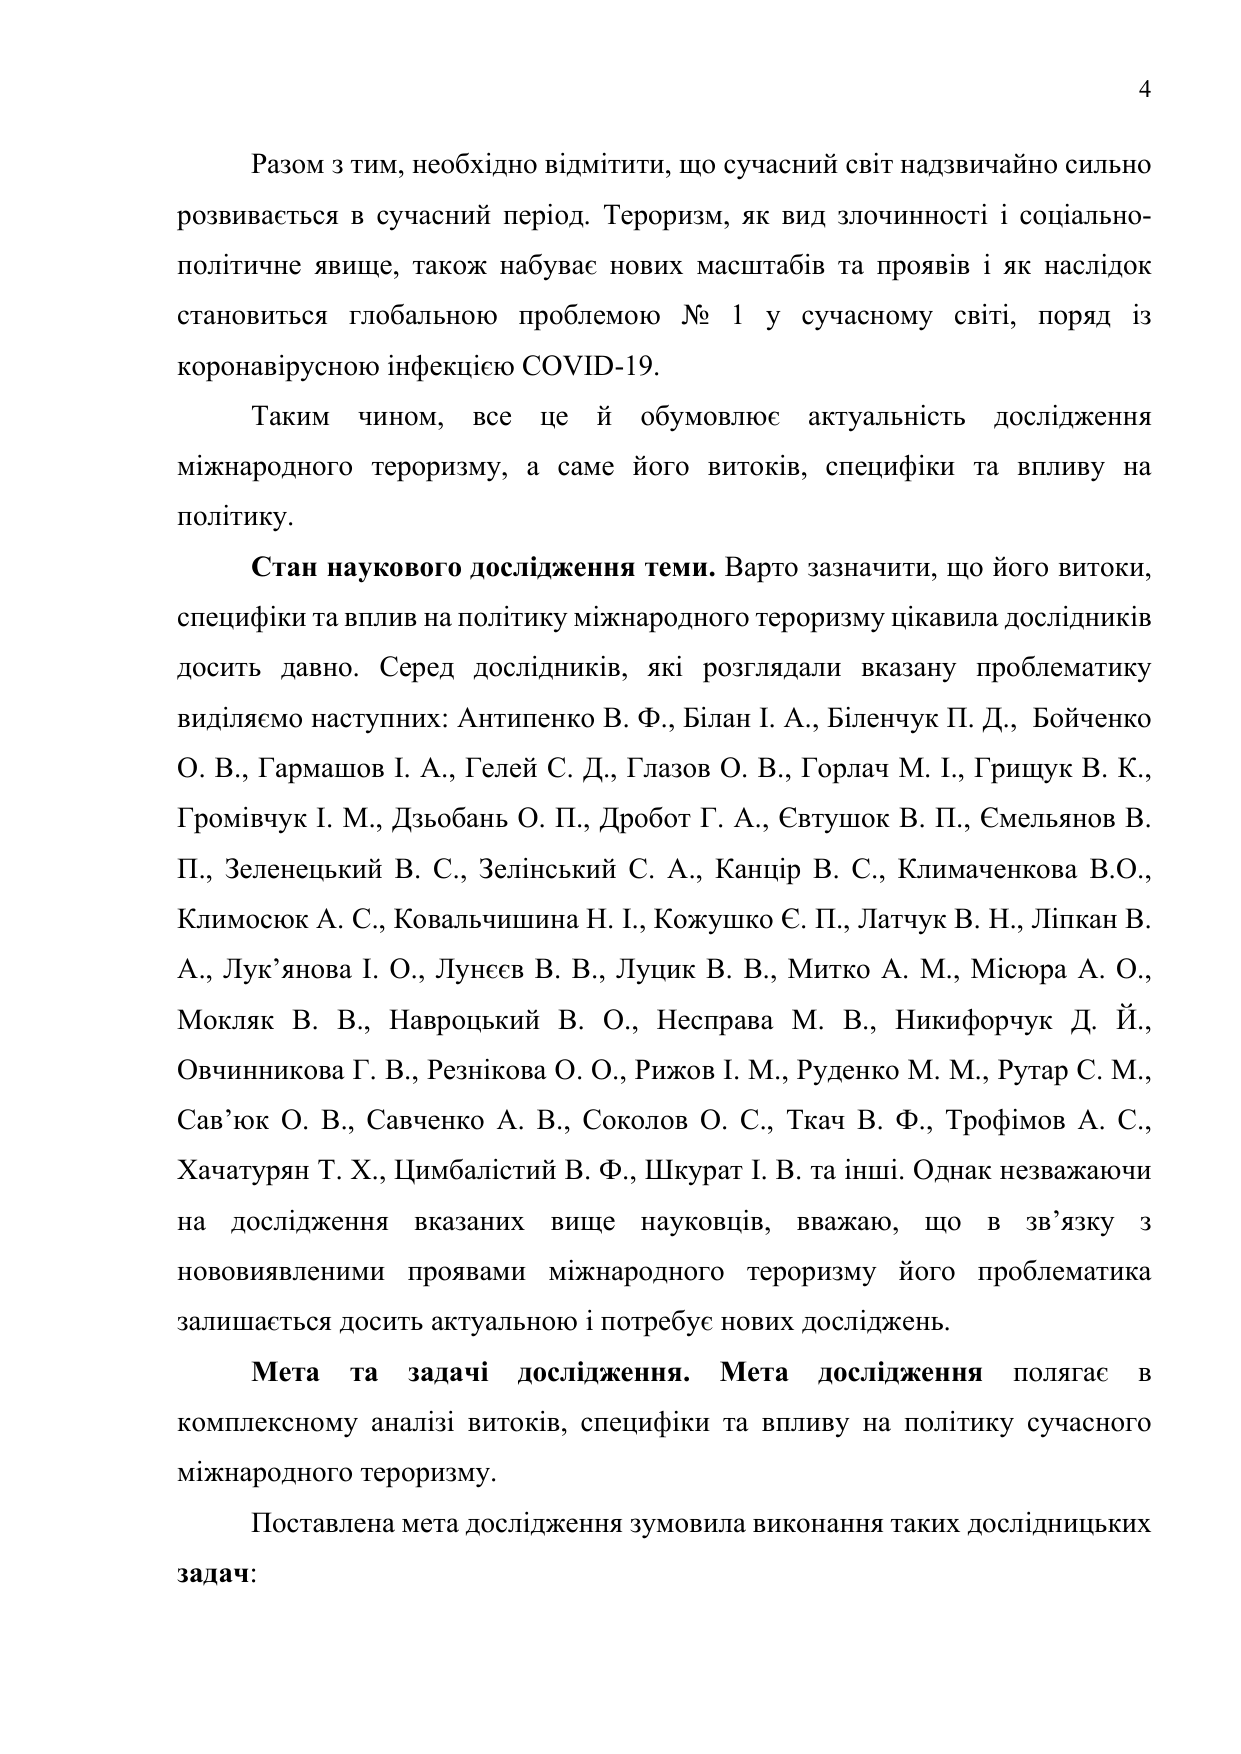 4
Разом з тим, необхідно відмітити, що сучасний світ надзвичайно сильно
розвивається в сучасний період. Тероризм, як вид злочинності і соціально-
політичне явище, також набуває нових масштабів та проявів і як наслідок
становиться глобальною проблемою № 1 у сучасному світі, поряд із
коронавірусною інфекцією COVID-19.
Таким чином, все це й обумовлює актуальність дослідження
міжнародного тероризму, а саме його витоків, специфіки та впливу на
політику.
Стан наукового дослідження теми. Варто зазначити, що його витоки,
специфіки та вплив на політику міжнародного тероризму цікавила дослідників
досить давно. Серед дослідників, які розглядали вказану проблематику
виділяємо наступних: Антипенко В. Ф., Білан І. А., Біленчук П. Д., Бойченко
О. В., Гармашов І. А., Гелей С. Д., Глазов О. В., Горлач М. І., Грищук В. К.,
Громівчук І. М., Дзьобань О. П., Дробот Г. А., Євтушок В. П., Ємельянов В.
П., Зеленецький В. С., Зелінський С. А., Канцір В. С., Климаченкова В.О.,
Климосюк А. С., Ковальчишина Н. І., Кожушко Є. П., Латчук В. Н., Ліпкан В.
А., Лук’янова І. О., Лунєєв В. В., Луцик В. В., Митко А. М., Місюра А. О.,
Мокляк В. В., Навроцький В. О., Несправа М. В., Никифорчук Д. Й.,
Овчинникова Г. В., Резнікова О. О., Рижов І. М., Руденко М. М., Рутар С. М.,
Сав’юк О. В., Савченко А. В., Соколов О. С., Ткач В. Ф., Трофімов А. С.,
Хачатурян Т. Х., Цимбалістий В. Ф., Шкурат І. В. та інші. Однак незважаючи
на дослідження вказаних вище науковців, вважаю, що в зв’язку з
нововиявленими проявами міжнародного тероризму його проблематика
залишається досить актуальною і потребує нових досліджень.
Мета та задачі дослідження. Мета дослідження полягає в
комплексному аналізі витоків, специфіки та впливу на політику сучасного
міжнародного тероризму.
Поставлена мета дослідження зумовила виконання таких дослідницьких
задач: